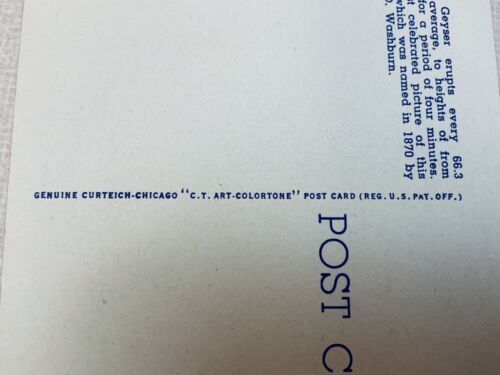 Geyser erupts every 66.3
average, to heights of from
for a period of four minutes.
t celebrated picture of this
which was named in 1870 by
D. Washburn.
GENUINE CURTEICH-CHICAGO "C.T. ART-COLORTONE" POST CARD (REG. U.S. PAT. OFF.)
POST C